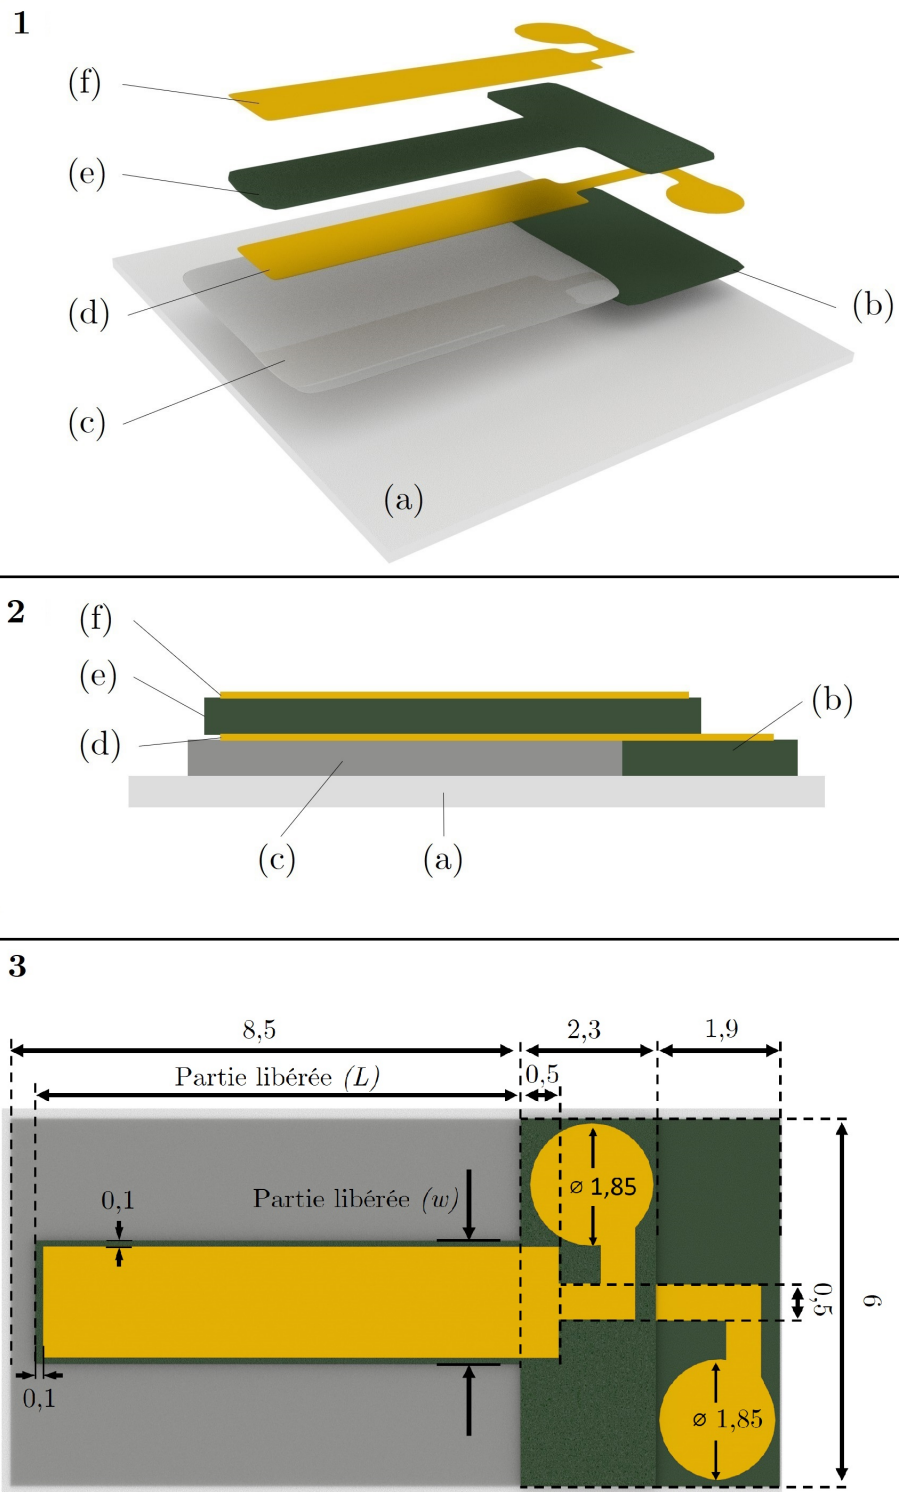 1
(f)
(e)
(d)
(b)
(c)
(a)
2
(f)
(e)
(b)
(d)
(c)
(a)
3
8,5
2,3
1,9
Partie libérée (L)
0,5
0,1
Partie libérée (w)
⌀ 1,85
0,5
6
0,1
⌀ 1,85